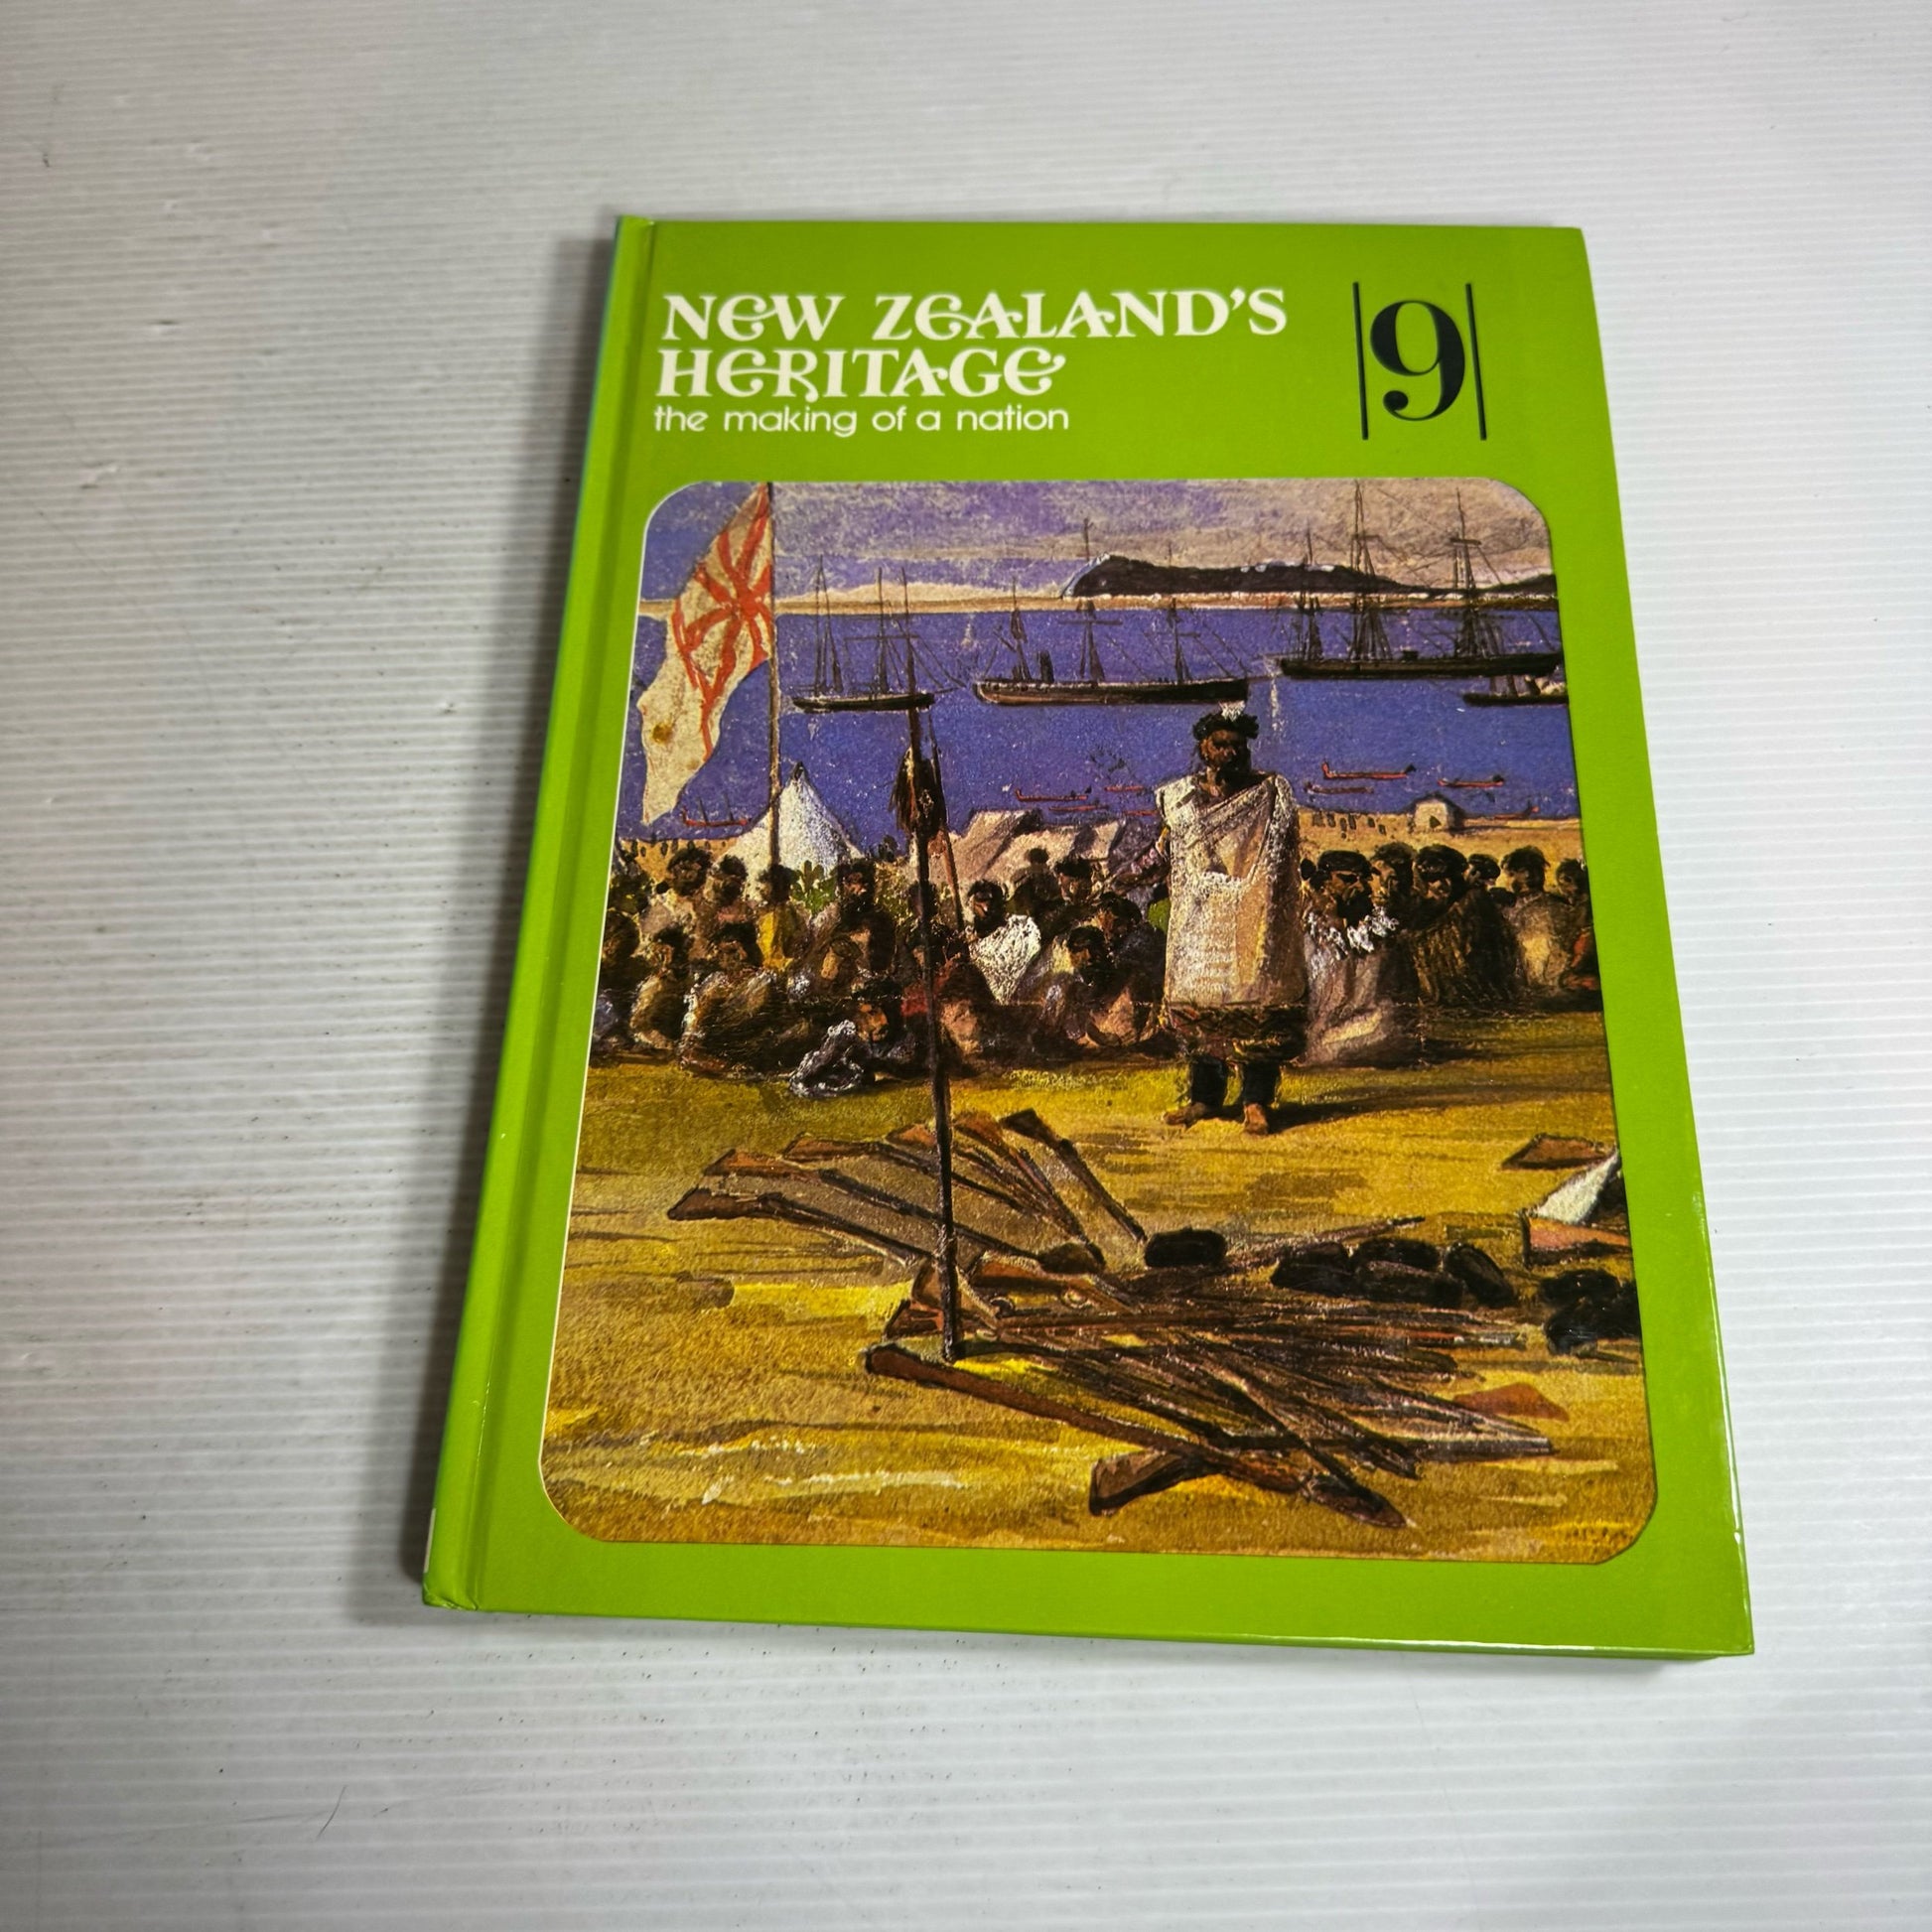 NEW ZEALAND'S
HERITAGE
the making of a nation
9